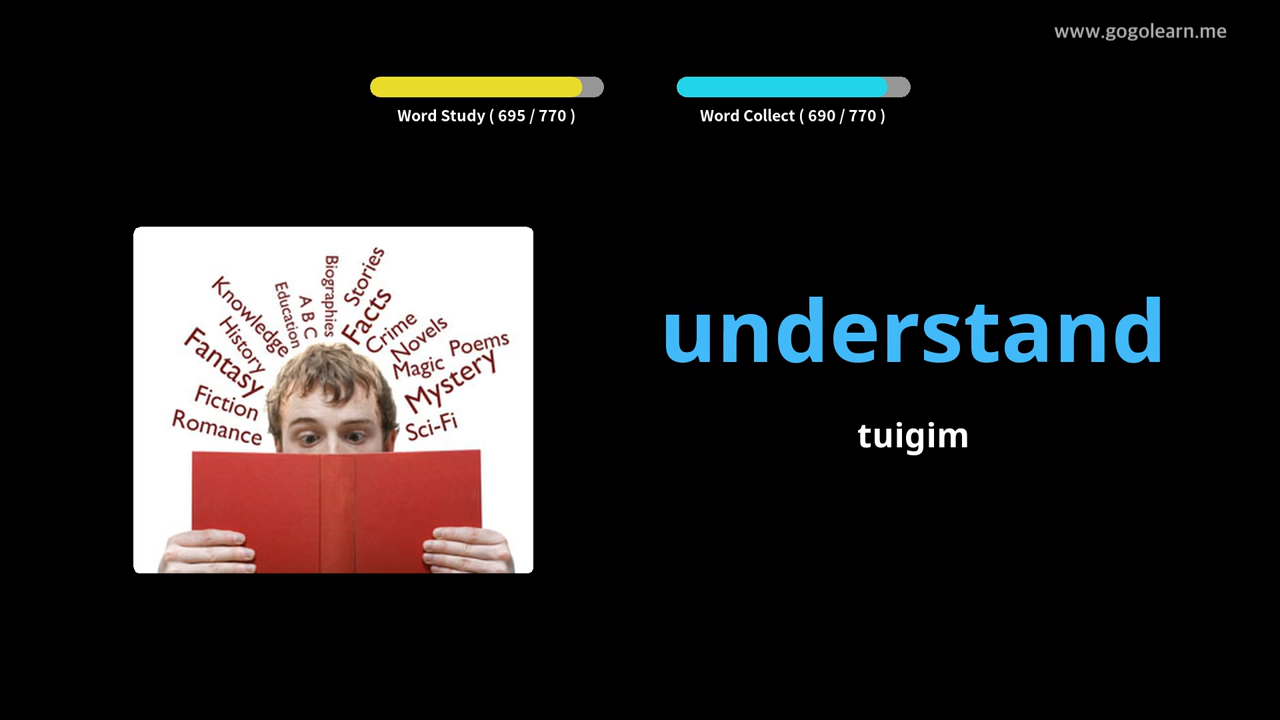 www.gogolearn.me
Word Study ( 695 / 770 )
Word Collect ( 690 / 770 )
Biographies
Stories
Education
A B C
Facts
Knowledge
Crime
History
Novels
Fantasy
Magic
Poems
Mystery
Fiction
Romance
Sci-Fi
understand
tuigim